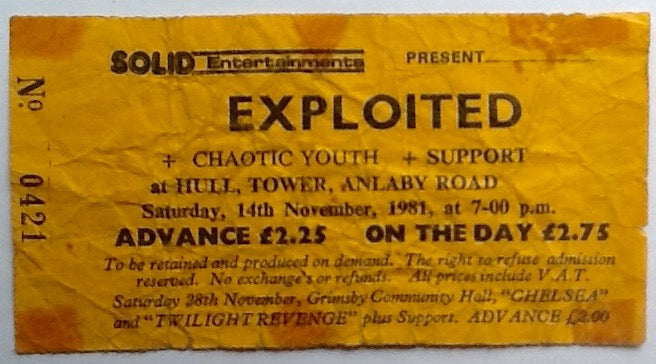 SOLID Entertainments PRESENT
EXPLOITED
+ CHAOTIC YOUTH + SUPPORT
at HULL, TOWER, ANLABY ROAD
Saturday, 14th November, 1981, at 7-00 p.m.
ADVANCE £2.25 ON THE DAY £2.75
To be retained and produced on demand. The right to refuse admission
reserved. No exchange's or refunds. All prices include V.A.T.
Saturday 28th November, Grimsby Community Hall, "CHELSEA"
and "TWILIGHT REVENGE" plus Support. ADVANCE £2.00
No 0421